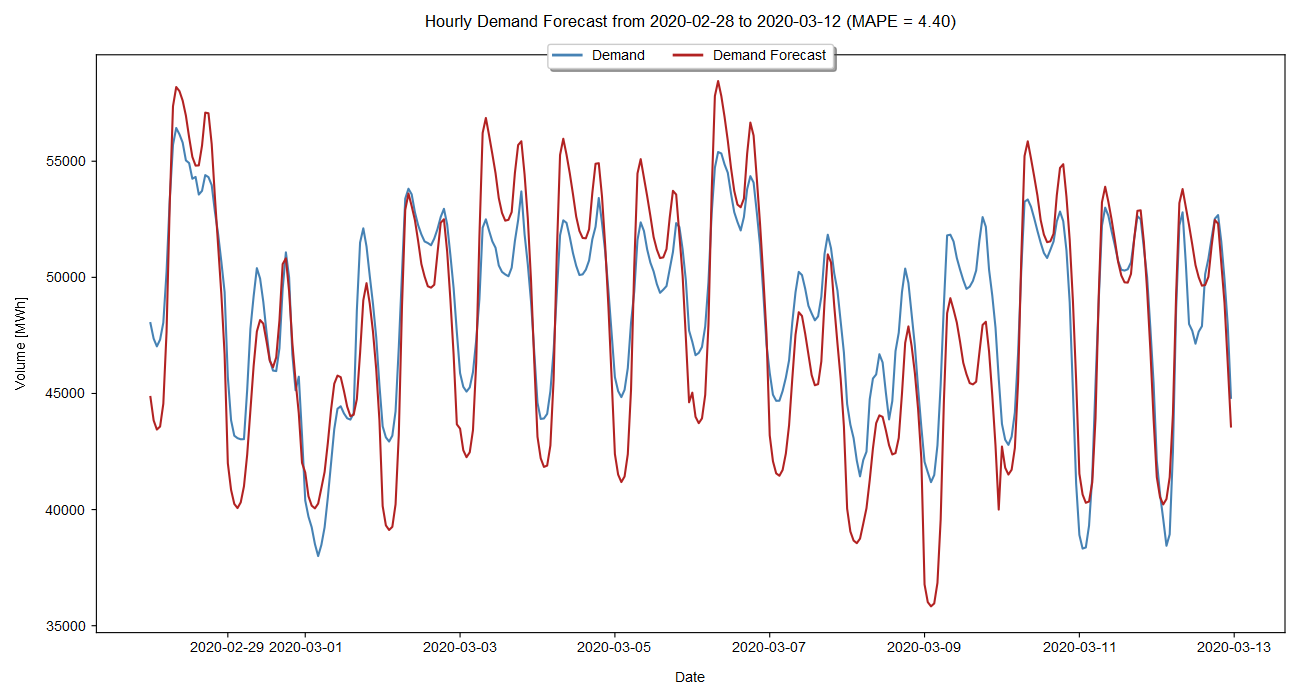 Hourly Demand Forecast from 2020-02-28 to 2020-03-12 (MAPE = 4.40)
Demand Demand Forecast
Volume [MWh]
55000
50000
45000
40000
35000
2020-02-29 2020-03-01 2020-03-03 2020-03-05 2020-03-07 2020-03-09 2020-03-11 2020-03-13
Date